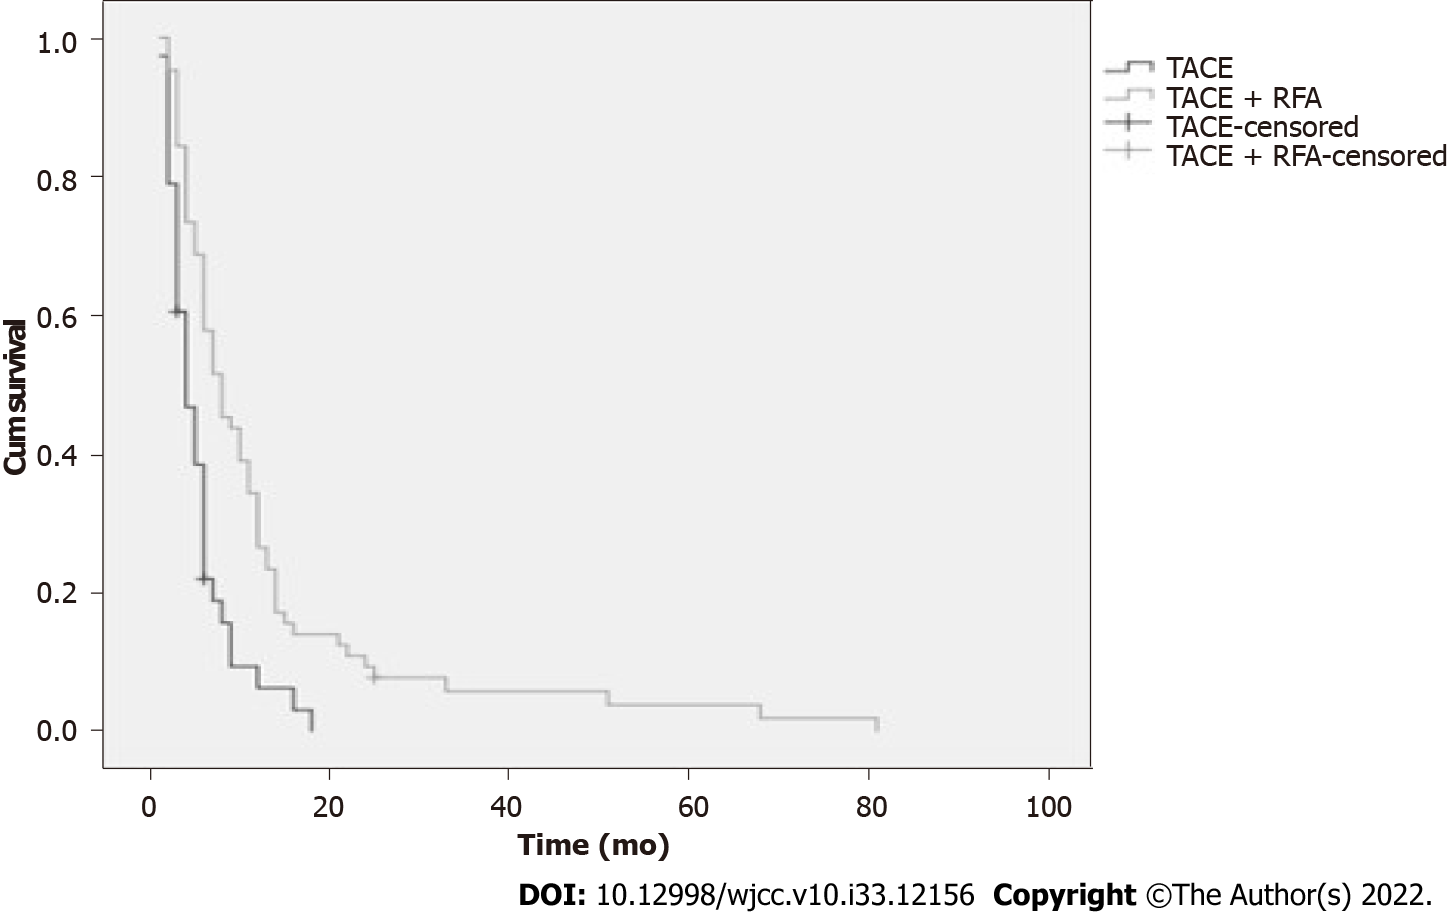 1.0
0.8
0.6
0.4
0.2
0.0
Cum survival
0 20 40 60 80 100
Time (mo)
TACE
TACE + RFA
TACE-censored
TACE + RFA-censored
DOI: 10.12998/wjcc.v10.i33.12156 Copyright ©The Author(s) 2022.